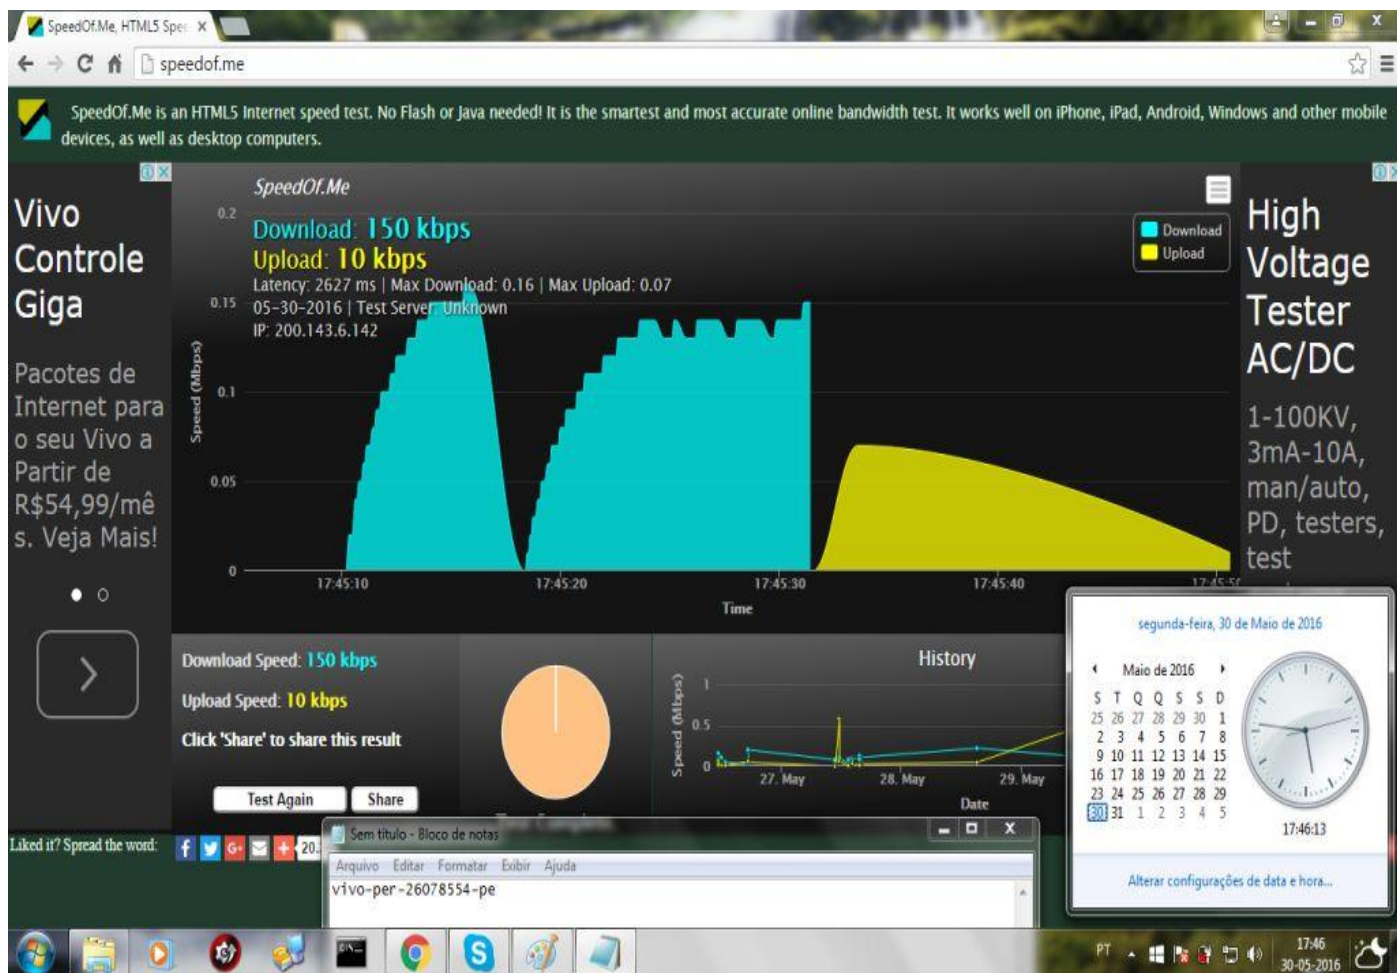 SpeedOf.Me, HTML5 Spee
speedof.me
SpeedOf.Me is an HTML5 Internet speed test. No Flash or Java needed! It is the smartest and most accurate online bandwidth test. It works well on iPhone, iPad, Android, Windows and other mobile
devices, as well as desktop computers.
Vivo
Controle
Giga
Pacotes de
Internet para
o seu Vivo a
Partir de
R$54,99/mê
s. Veja Mais!
SpeedOf.Me
Download: 150 kbps
Upload: 10 kbps
Latency: 2627 ms | Max Download: 0.16 | Max Upload: 0.07
05-30-2016 | Test Server: Unknown
IP: 200.143.6.142
Download
Upload
Speed (Mbps)
0.2
0.15
0.1
0.05
0
17:45:10 17:45:20 17:45:30 17:45:40 17:45:50
Time
High
Voltage
Tester
AC/DC
1-100KV,
3mA-10A,
man/auto,
PD, testers,
test
Download Speed: 150 kbps
Upload Speed: 10 kbps
Click 'Share' to share this result
Test Again Share
History
Speed (Mbps)
1
0.5
0
27. May 28. May 29. May
Date
Liked it? Spread the word:
20.
Sem título - Bloco de notas
Arquivo Editar Formatar Exibir Ajuda
vivo-per-26078554-pe
segunda-feira, 30 de Maio de 2016
Maio de 2016
S T Q Q S S D
25 26 27 28 29 30 1
2 3 4 5 6 7 8
9 10 11 12 13 14 15
16 17 18 19 20 21 22
23 24 25 26 27 28 29
30 31 1 2 3 4 5
17:46:13
Alterar configurações de data e hora...
PT
17:46
30-05-2016